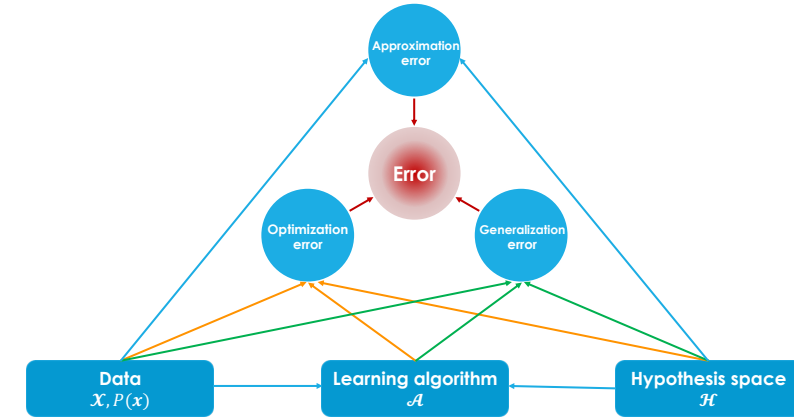 Approximation
error
Error
Optimization
error
Generalization
error
Data
𝒳, P(𝒙)
Learning algorithm
𝒜
Hypothesis space
ℋ